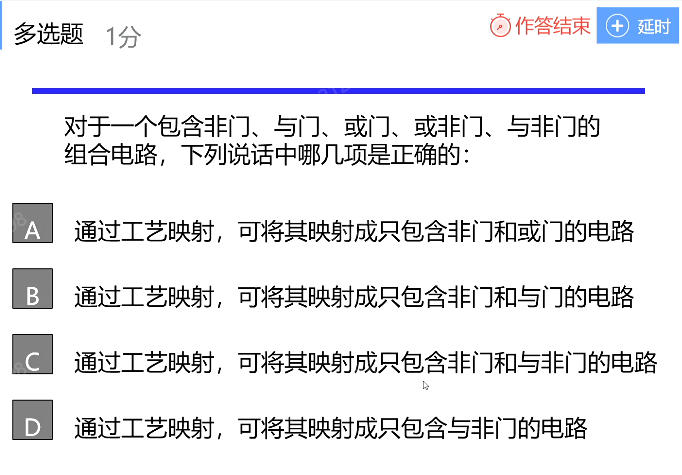 多选题 1分 作答结束 延时
对于一个包含非门、与门、或门、或非门、与非门的
组合电路，下列说话中哪几项是正确的：
A 通过工艺映射，可将其映射成只包含非门和或门的电路
B 通过工艺映射，可将其映射成只包含非门和与门的电路
C 通过工艺映射，可将其映射成只包含非门和与非门的电路
D 通过工艺映射，可将其映射成只包含与非门的电路